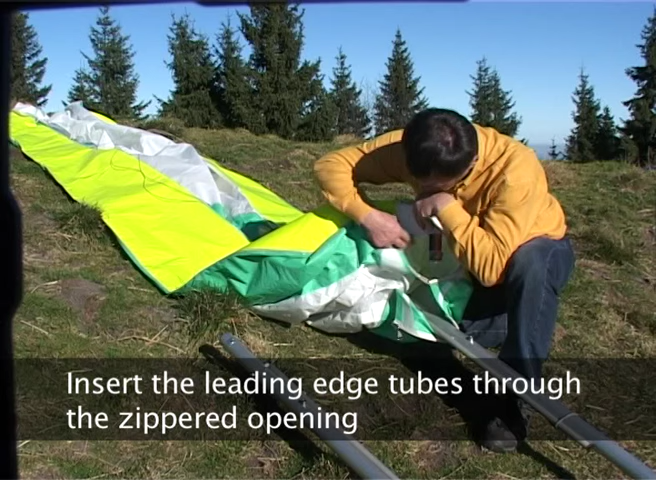 Insert the leading edge tubes through
the zippered opening